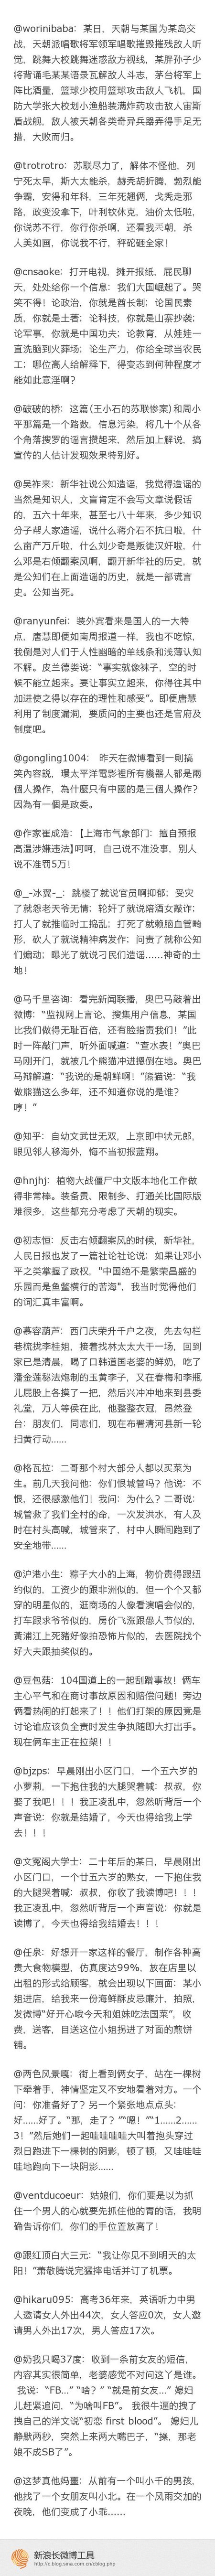 @worinibaba：某日，天朝与某国为某岛交
战，天朝派唱歌将军领军唱歌摧毁摧残敌人听
觉，跳舞大校跳舞迷惑敌方视线，某胖孙子少
将背诵毛某某语录瓦解敌人斗志，茅台将军上
阵比酒量，篮球少校用篮球攻击敌人飞机，国
防大学张大校划小渔船装满炸药攻击敌人宙斯
盾战舰，敌人被天朝各类奇异兵器弄得手足无
措，大败而归。
@trotrotro：苏联尽力了，解体不怪他，列
宁死太早，斯大太能杀，赫秃胡折腾，勃烈能
争霸，安得和年科，三年死翘俩，戈秃走邪
路，政变没拿下，叶利软休克，油价太低啦，
你说苏不行，你行你杀啊，还看我天朝，杀
人美如画，你说我不行，秤砣砸全家！
@cnsaoke：打开电视，摊开报纸，屁民聊
天，处处给你一个信息：我们大国崛起了。哭
笑不得！论政治，你就是酋长制；论国民素
质，你就是土著；论科技，你就是山寨抄袭；
论军事，你就是中国功夫；论教育，从娃娃一
直洗脑到火葬场；论生产力，你给全球当农民
工；哪位高人给解释下，得变态到何种程度才
能如此意淫啊？
@破破的桥：这篇（王小石的苏联惨案）和周小
平那篇是一个路数，信息污染，将几十个从各
个角落搜罗的谣言攒起来，然后加上解说，搞
宣传的人估计发现效果特别好。
@吴祚来：新华社说公知造谣，我觉得造谣的
当然是知识人，文盲肯定不会写文章说假话
的，五六十年来，甚至七八十年来，多少知识
分子帮人家造谣，说什么蒋介石不抗日啦，什
么亩产万斤啦，什么刘少奇是叛徒汉奸啦，什
么邓是右倾翻案风啊，翻开新华社的历史，就
是公知们在上面造谣的历史，就是一部谎言
史。公知当死。
@ranyunfei：装外宾看来是国人的一大特
点，唐慧即便如南周报道一样，我也不吃惊，
我倒是对人们于人性幽暗的单线条和浅薄认知
不解。皮兰德娄说：“事实就像袜子，空的时
候不能立起来。要让事实立起来，你得往其中
加进使之得以存在的理性和感受”。即便唐慧
利用了制度漏洞，要质问的主要也还是官府及
制度吧。
@gongling1004：昨天在微博看到一則搞
笑內容說，環太平洋電影裡所有機器人都是兩
個人操作，為什麼只有中國的是三個人操作？
因為有一個是政委。
@作家崔成浩：【上海市气象部门：擅自预报
高温涉嫌违法】呵呵，自己说不准没事，别人
说不准罚5万！
@_-冰翼-_：跳楼了就说官员啊抑郁；受灾
了就怨老天爷无情；轮奸了就说陪酒女敲诈；
打人了就推临时工捣乱；打死了就赖脑血管畸
形，砍人了就说精神病发作；问责了就称公知
们煽动；曝光了就说刁民们造谣……神奇的土
地！
@马千里咨询：看完新闻联播，奥巴马敲着出
微博：“监视网上言论、搜集用户信息，某国
比我们做得无耻百倍，还有脸指责我们！”此
时一阵敲门声，听外面喊道：“查水表！”奥巴
马刚开门，就被几个熊猫冲进摁倒在地。奥巴
马辩解道：“我说的是朝鲜啊！”熊猫说：“我
做熊猫这么多年，还不知道你说的是谁？
哼！”
@知乎：自幼文武世无双，上京即中状元郎，
眼见邻人移海外，悔不当初报蓝翔。
@hnjhj：植物大战僵尸中文版本地化工作做
得非常棒。装备贵、限制多、打通关比国际版
难很多，这些都充分考虑了天朝的现实。
@初志恒：反击右倾翻案风的时候，新华社，
人民日报也发了一篇社论社论说：如果让邓小
平之类掌握了政权，"中国绝不是繁荣昌盛的
乐园而是鱼鳖横行的苦海"，我当时觉得他们
的词汇真丰富啊。
@慕容葫芦：西门庆荣升千户之夜，先去勾栏
巷梳拢李桂姐，接着找林太太大干一场，回到
家已是清晨，喝了口韩道国老婆的鲜奶，吃了
潘金莲秘法炮制的玉黄李子，又在春梅和李瓶
儿屁股上各摸了一把，然后兴冲冲地来到县委
礼堂，万人等侯在此，他整整衣冠，昂然登
台：朋友们，同志们，现在布署清河县新一轮
扫黄行动……
@格瓦拉：二哥那个村大部分人都以买菜为
生。前几天我问他：你们恨城管吗？他说：不
恨，还很感激他们！我问：为什么？二哥说：
城管救了我们全村的命，一次发洪水，有人及
时在村头高喊，城管来了，村中人瞬间跑到了
安全地带……
@沪港小生：粽子大小的上海，物价贵得跟纽
约似的，工资少的跟非洲似的，但一个个又都
穿的明星似的，逛商场的人像看演唱会似的，
打车跟求爷爷似的，房价飞涨跟愚人节似的，
黄浦江上死豬好像拍恐怖片似的，去医院找个
好大夫跟抽奖似的。
@豆包菇：104国道上的一起刮蹭事故！俩车
主心平气和在商讨事故原因和赔偿问题！旁边
俩看热闹的打起来了！！他们打架的原因竟是
讨论谁应该负全责时发生争执随即大打出手。
现在俩车主正在拉架！！
@bjzps：早晨刚出小区门口，一个五六岁的
小萝莉，一下抱住我的大腿哭着喊：叔叔，你
娶了我吧！！！我正凌乱中，忽然听背后一个
声音说：你就是结婚了，今天也得给我上学
去！！！
@文冤阁大学士：二十年后的某日，早晨刚出
小区门口，一个廿五六岁的熟女，一下抱住我
的大腿哭着喊：叔叔，你收了我读博吧！！！
我正凌乱中，忽然听背后一个声音说：你就是
读博了，今天也得给我结婚去！！！
@任泉：好想开一家这样的餐厅，制作各种高
贵大食物模型，仿真度达99%，放在店里以
出租的形式给顾客，就会出现以下画面：某小
姐进店，给我来一份海鲜酥皮忌廉汁，拍照，
发微博“好开心哦今天和姐妹吃法国菜”，收
费，送客，目送这位小姐拐进了对面的煎饼
铺。
@两色风景嘎：街上看到俩女子，站在一棵树
下牵着手，神情坚定又不安地看着对方。一个
问：你准备好了？另一个紧张地点点头：
好……好了。“那，走了？”“嗯！”“1……2……
3！”然后她们一起哇哇哇哇大叫着抱头穿过
烈日跑进下一棵树的阴影，顿了顿，又哇哇哇
哇地跑向下一块阴影……
@ventducoeur：姑娘们，你们要是以为抓
住一个男人的心就要先抓住他的胃的话，我明
确告诉你们，你们的手位置放高了！
@跟红顶白大三元：“我让你见不到明天的太
阳！”萧敬腾说完猛摔电话并订了机票。
@hikaru095：高考36年来，英语听力中男
人邀请女人外出44次，女人答应0次，女人邀
请男人外出17次，男人答应17次。
@奶我只喝37度：收到一条前女友的短信，
内容其实很简单，老婆感觉不对问这丫是谁。
我说：“FB…” “啥？” “就是前女友…” 媳妇
儿赶紧追问，“为啥叫FB”。 我很牛逼的拽了
拽自己的洋文说“初恋 first blood”。 媳妇儿
静默两秒，突然上来两大嘴巴子，“操，那老
娘不成SB了”。
@这梦真他妈噩：从前有一个叫小千的男孩，
他找了一个女朋友叫小北。在一个风雨交加的
夜晚，他们变成了小乖……
新浪长微博工具
http://c.blog.sina.com.cn/cblog.php